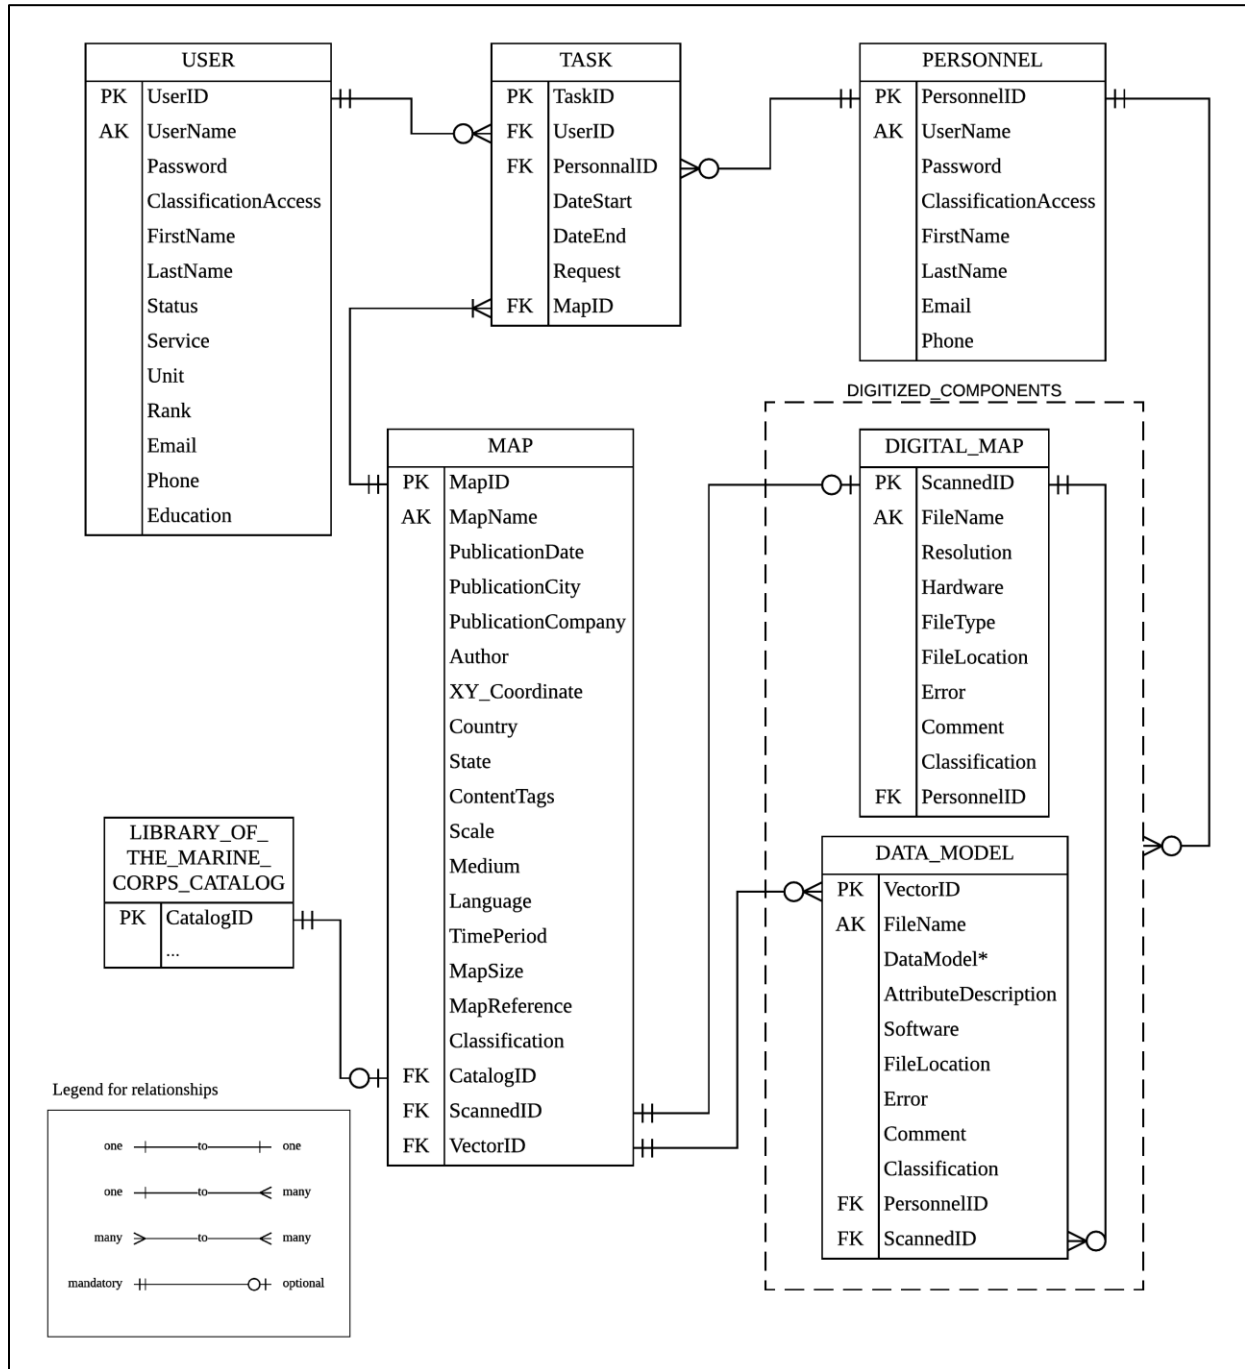 USER
PK UserID
AK UserName
Password
ClassificationAccess
FirstName
LastName
Status
Service
Unit
Rank
Email
Phone
Education
TASK
PK TaskID
FK UserID
FK PersonnalID
DateStart
DateEnd
Request
FK MapID
PERSONNEL
PK PersonnelID
AK UserName
Password
ClassificationAccess
FirstName
LastName
Email
Phone
MAP
PK MapID
AK MapName
PublicationDate
PublicationCity
PublicationCompany
Author
XY_Coordinate
Country
State
ContentTags
Scale
Medium
Language
TimePeriod
MapSize
MapReference
Classification
FK CatalogID
FK ScannedID
FK VectorID
DIGITIZED_COMPONENTS
DIGITAL_MAP
PK ScannedID
AK FileName
Resolution
Hardware
FileType
FileLocation
Error
Comment
Classification
FK PersonnelID
DATA_MODEL
PK VectorID
AK FileName
DataModel*
AttributeDescription
Software
FileLocation
Error
Comment
Classification
FK PersonnelID
FK ScannedID
LIBRARY_OF_
THE_MARINE_
CORPS_CATALOG
PK CatalogID
...
Legend for relationships
one to one
one to many
many to many
mandatory optional